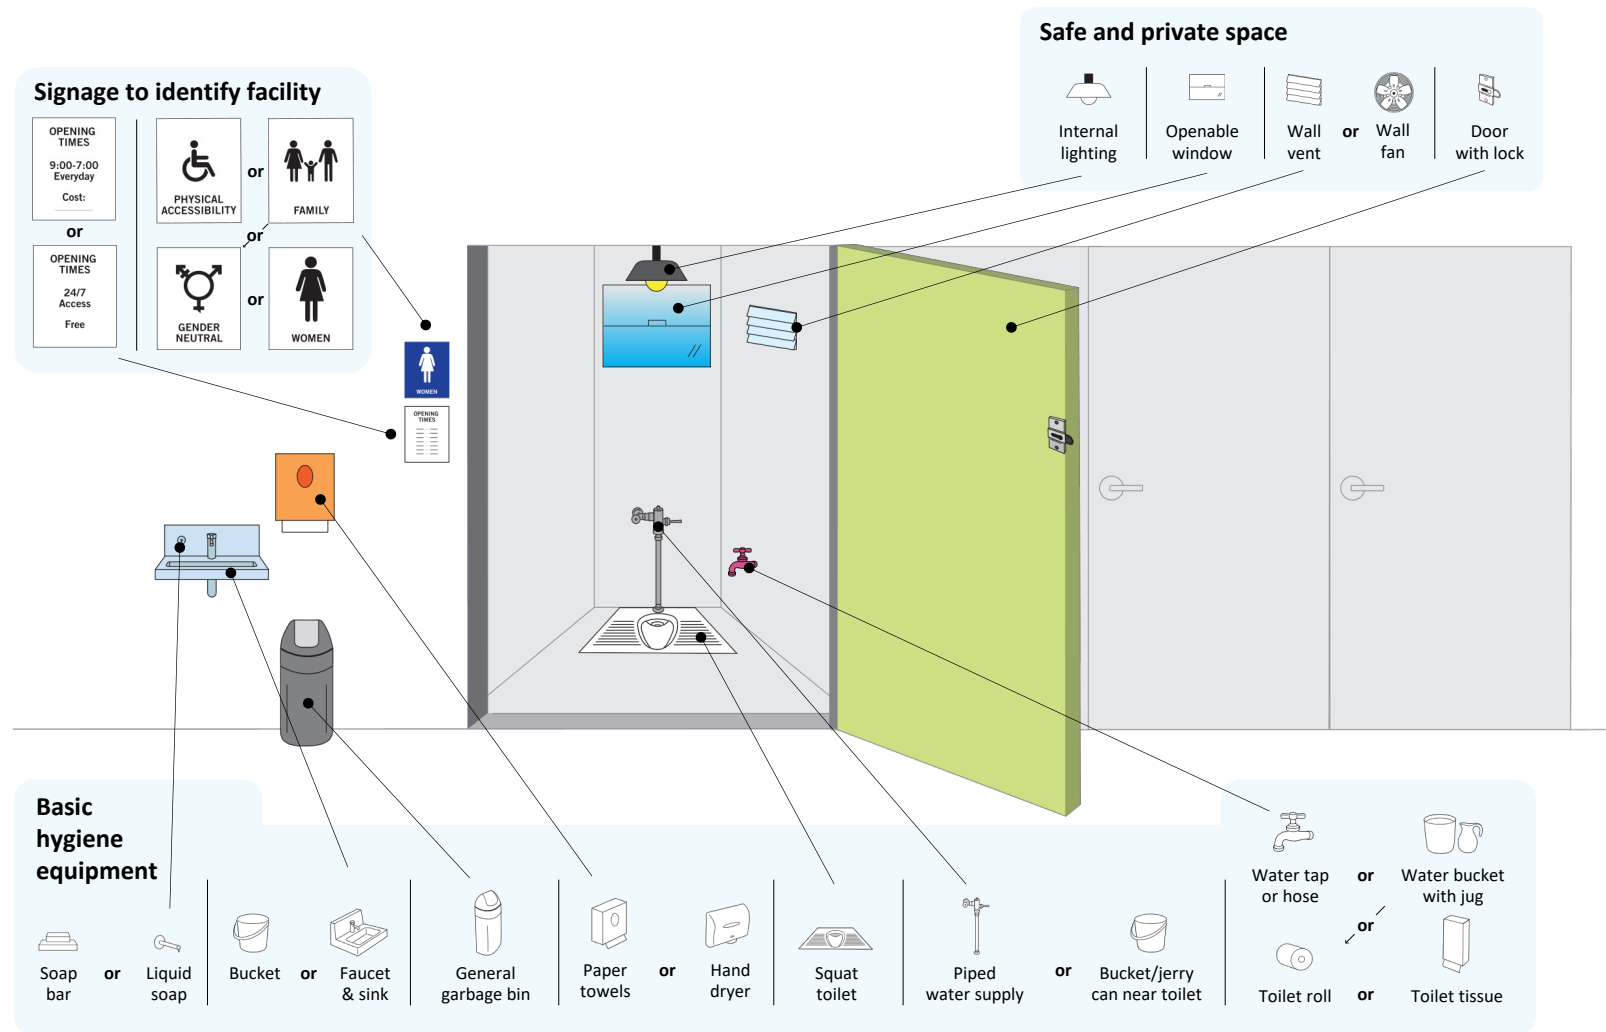 Safe and private space
Internal
lighting
Openable
window
Wall
vent
or
Wall
fan
Door
with lock
Signage to identify facility
OPENING
TIMES
9:00-7:00
Everyday
Cost:
or
OPENING
TIMES
24/7
Access
Free
PHYSICAL
ACCESSIBILITY
or
FAMILY
or
GENDER
NEUTRAL
or
WOMEN
WOMEN
OPENING
TIMES
Basic
hygiene
equipment
Soap
bar
or
Liquid
soap
Bucket
or
Faucet
& sink
General
garbage bin
Paper
towels
or
Hand
dryer
Squat
toilet
Piped
water supply
or
Bucket/jerry
can near toilet
Water tap
or hose
or
Water bucket
with jug
or
Toilet roll
or
Toilet tissue